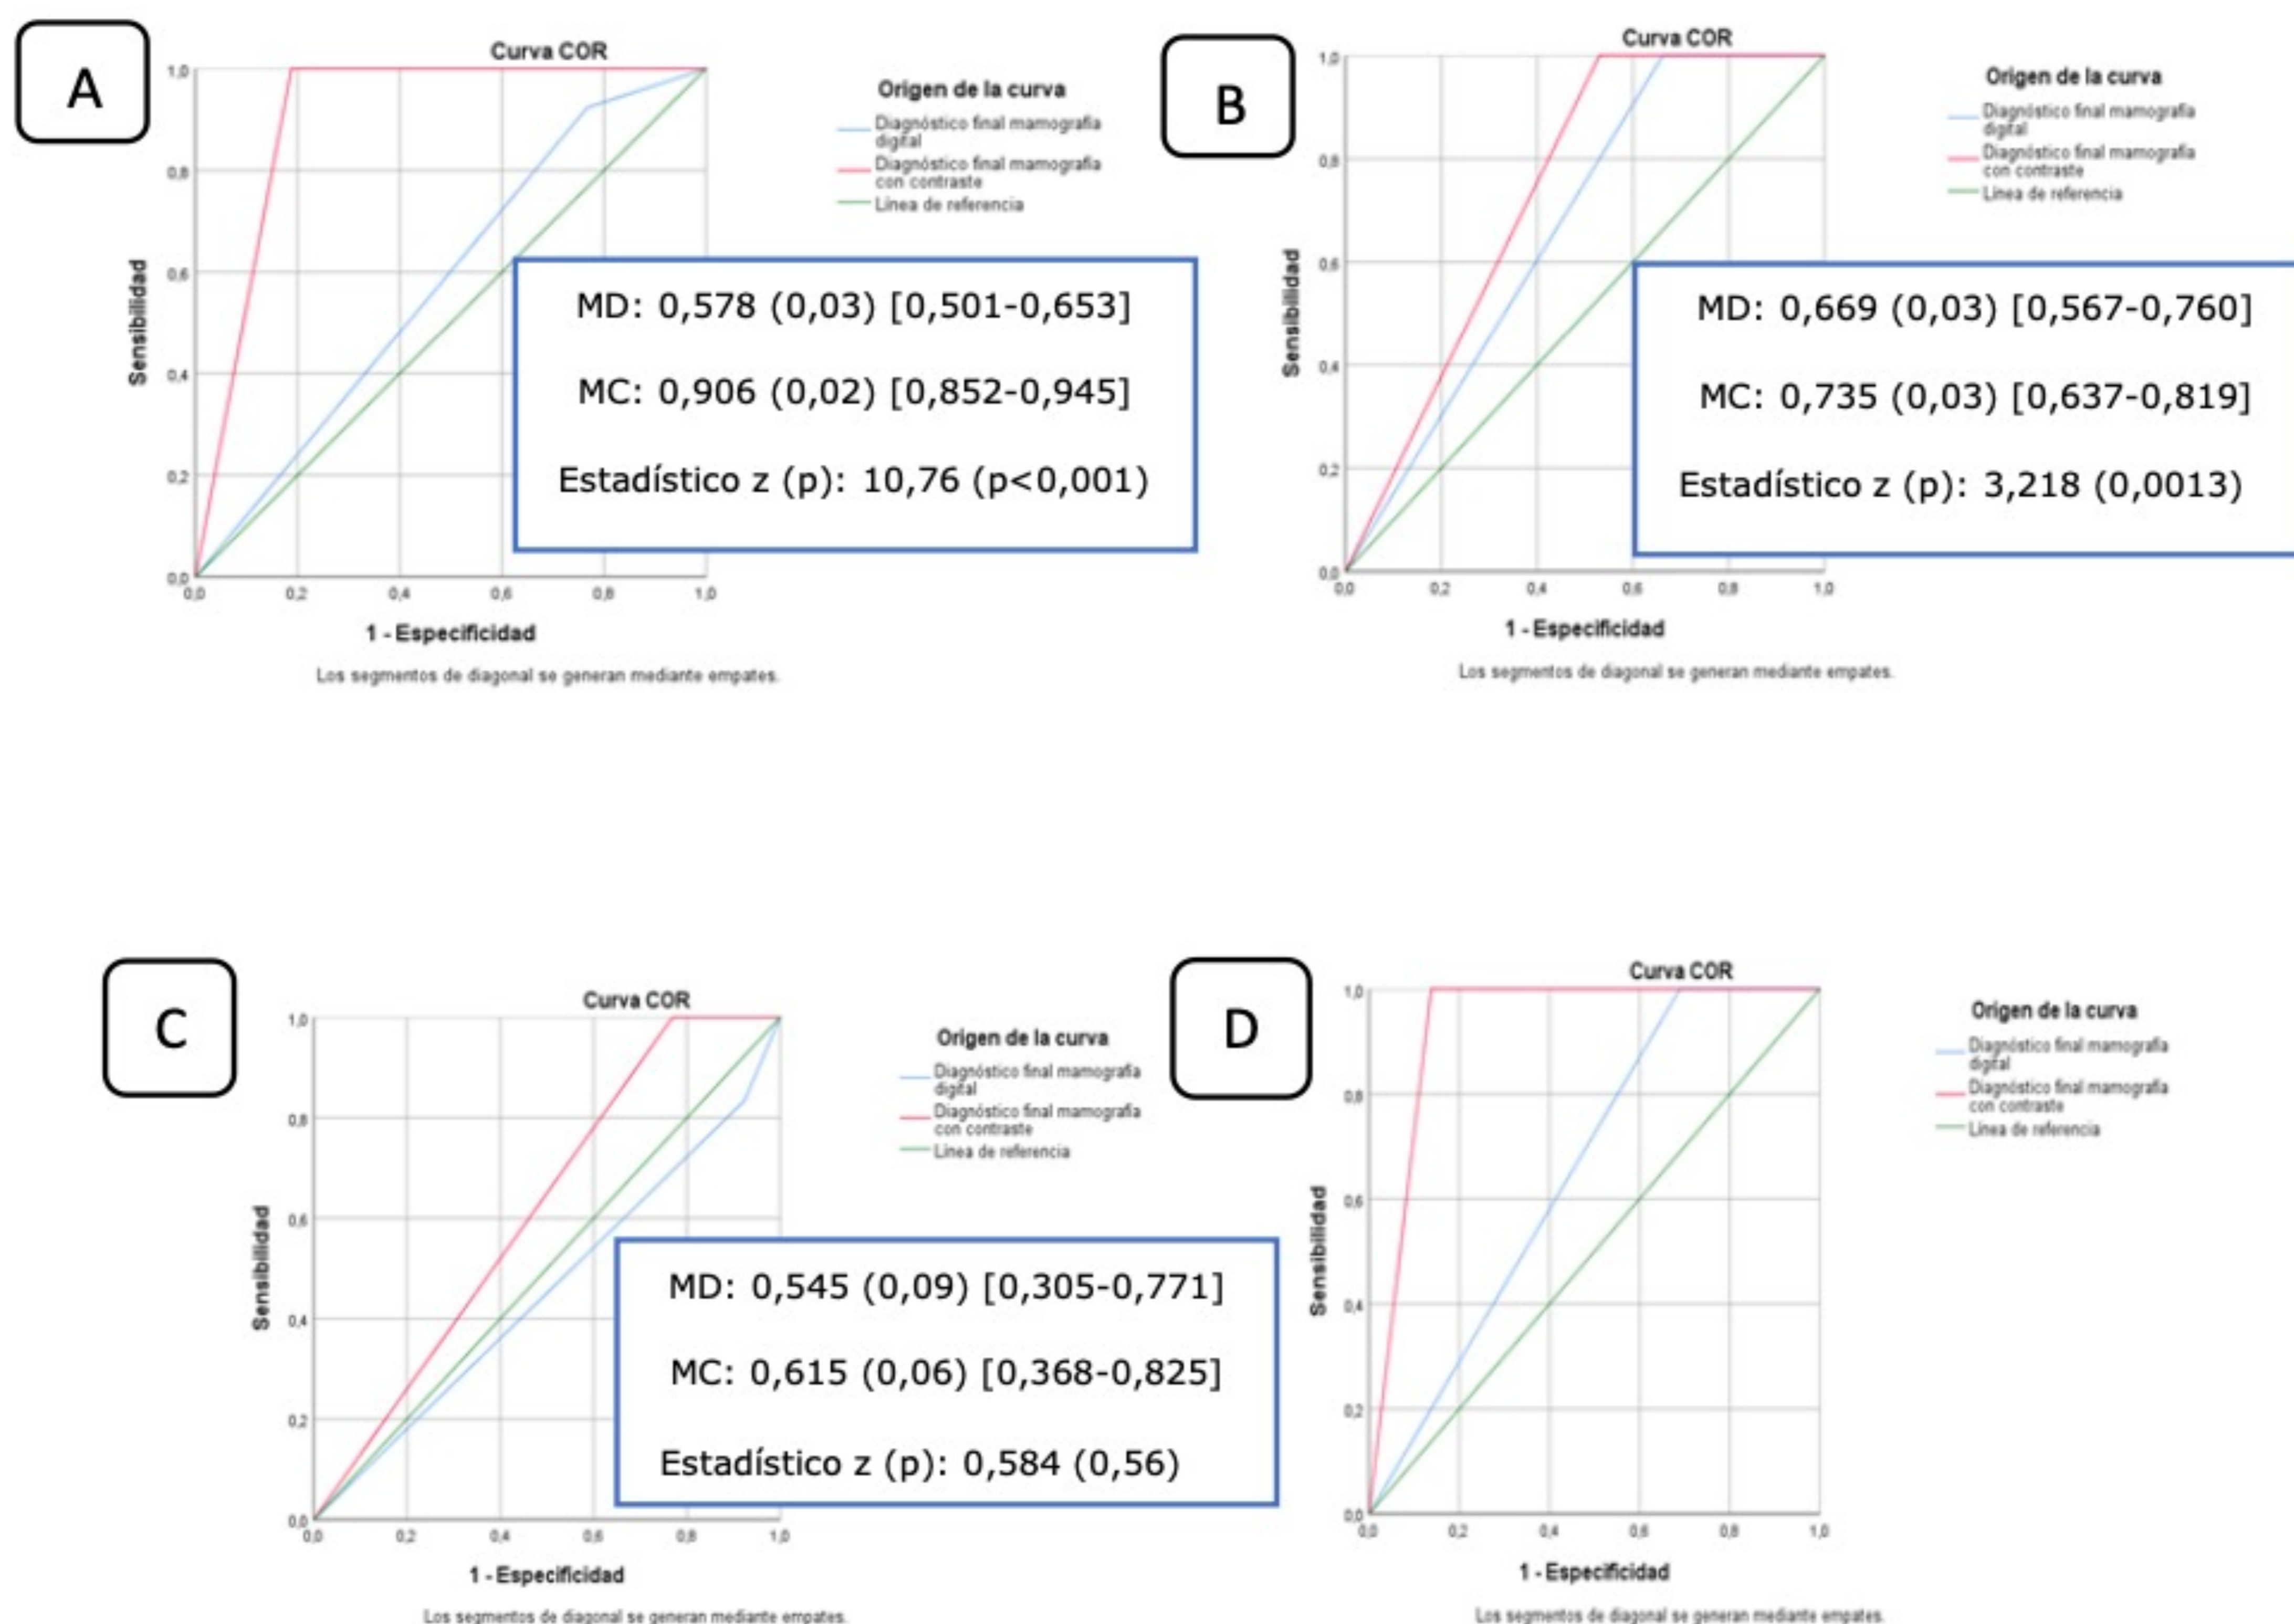 A
Curva COR
1,0
0,8
0,6
0,4
0,2
0,0
0,0 0,2 0,4 0,6 0,8 1,0
Sensibilidad
1 - Especificidad
Los segmentos de diagonal se generan mediante empates.
Origen de la curva
Diagnóstico final mamografía
digital
Diagnóstico final mamografía
con contraste
Línea de referencia
MD: 0,578 (0,03) [0,501-0,653]
MC: 0,906 (0,02) [0,852-0,945]
Estadístico z (p): 10,76 (p<0,001)
B
Curva COR
1,0
0,8
0,6
0,4
0,2
0,0
0,0 0,2 0,4 0,6 0,8 1,0
Sensibilidad
1 - Especificidad
Los segmentos de diagonal se generan mediante empates.
Origen de la curva
Diagnóstico final mamografía
digital
Diagnóstico final mamografía
con contraste
Línea de referencia
MD: 0,669 (0,03) [0,567-0,760]
MC: 0,735 (0,03) [0,637-0,819]
Estadístico z (p): 3,218 (0,0013)
C
Curva COR
1,0
0,8
0,6
0,4
0,2
0,0
0,0 0,2 0,4 0,6 0,8 1,0
Sensibilidad
1 - Especificidad
Los segmentos de diagonal se generan mediante empates.
Origen de la curva
Diagnóstico final mamografía
digital
Diagnóstico final mamografía
con contraste
Línea de referencia
MD: 0,545 (0,09) [0,305-0,771]
MC: 0,615 (0,06) [0,368-0,825]
Estadístico z (p): 0,584 (0,56)
D
Curva COR
1,0
0,8
0,6
0,4
0,2
0,0
0,0 0,2 0,4 0,6 0,8 1,0
Sensibilidad
1 - Especificidad
Los segmentos de diagonal se generan mediante empates.
Origen de la curva
Diagnóstico final mamografía
digital
Diagnóstico final mamografía
con contraste
Línea de referencia